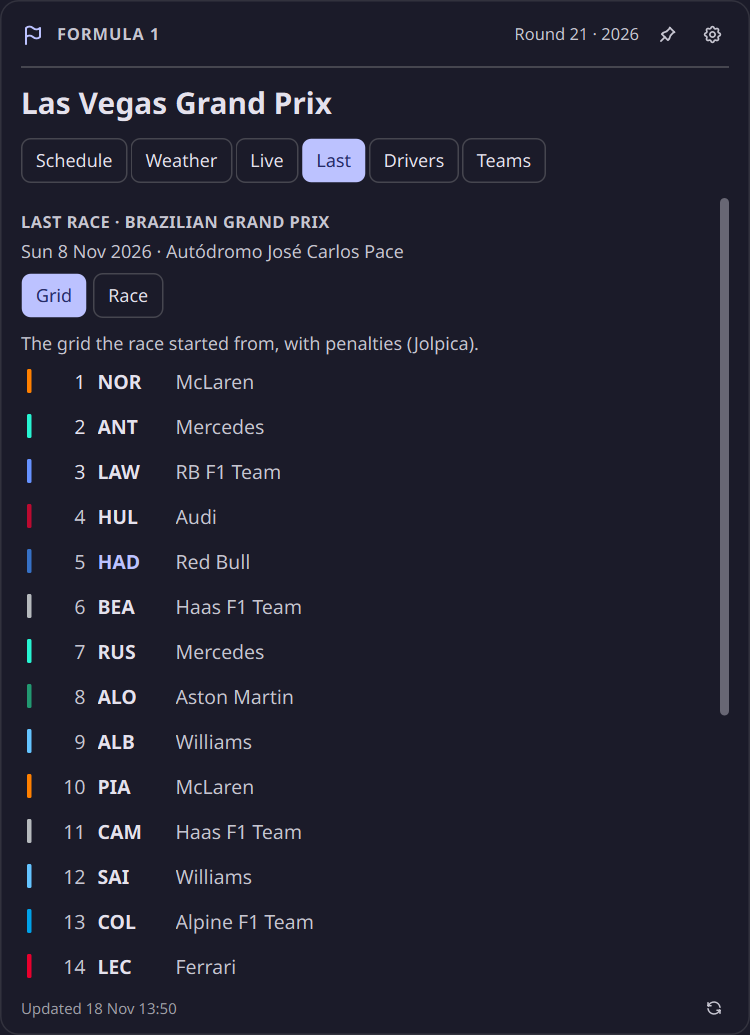 FORMULA 1 Round 21 · 2026
Las Vegas Grand Prix
Schedule Weather Live Last Drivers Teams
LAST RACE · BRAZILIAN GRAND PRIX
Sun 8 Nov 2026 · Autódromo José Carlos Pace
Grid Race
The grid the race started from, with penalties (Jolpica).
1 NOR McLaren
2 ANT Mercedes
3 LAW RB F1 Team
4 HUL Audi
5 HAD Red Bull
6 BEA Haas F1 Team
7 RUS Mercedes
8 ALO Aston Martin
9 ALB Williams
10 PIA McLaren
11 CAM Haas F1 Team
12 SAI Williams
13 COL Alpine F1 Team
14 LEC Ferrari
Updated 18 Nov 13:50